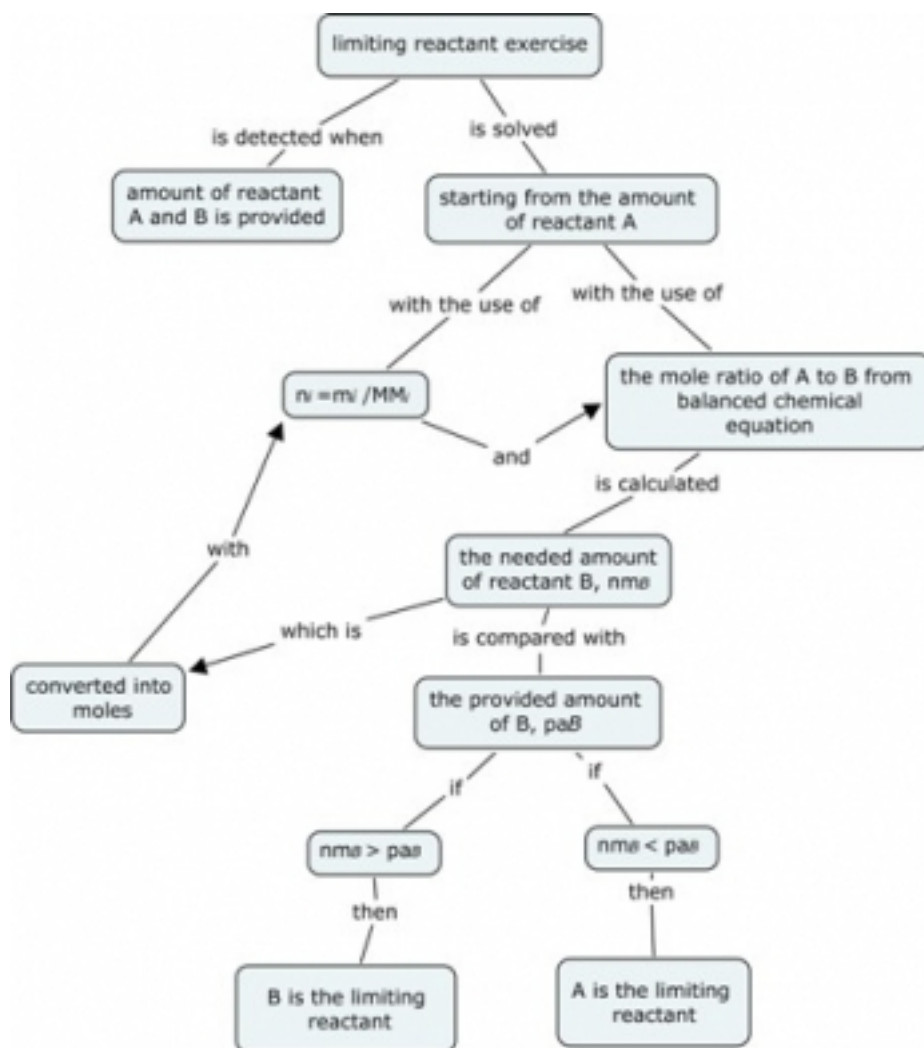 limiting reactant exercise
is detected when
is solved
amount of reactant
A and B is provided
starting from the amount
of reactant A
with the use of
with the use of
nᵢ=mᵢ/MMᵢ
the mole ratio of A to B from
balanced chemical
equation
and
is calculated
with
the needed amount
of reactant B, nmB
which is
is compared with
converted into
moles
the provided amount
of B, paB
if
if
nmB > paB
nmB < paB
then
then
B is the limiting
reactant
A is the limiting
reactant